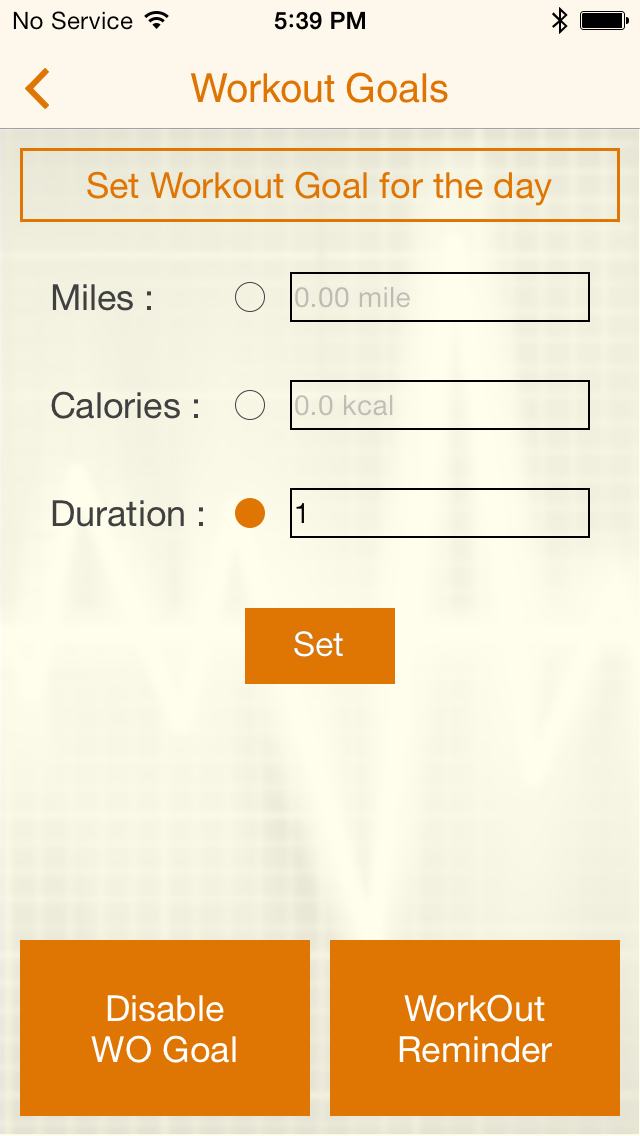 No Service 5:39 PM
Workout Goals
Set Workout Goal for the day
Miles : 0.00 mile
Calories : 0.0 kcal
Duration : 1
Set
Disable
WO Goal
WorkOut
Reminder